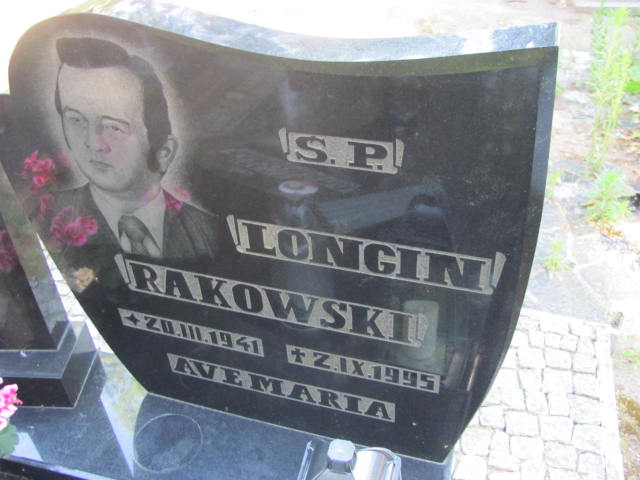 Ś.P.
LONGIN
RAKOWSKI
20.III.1941 ✝2.IX.1995
AVE MARIA